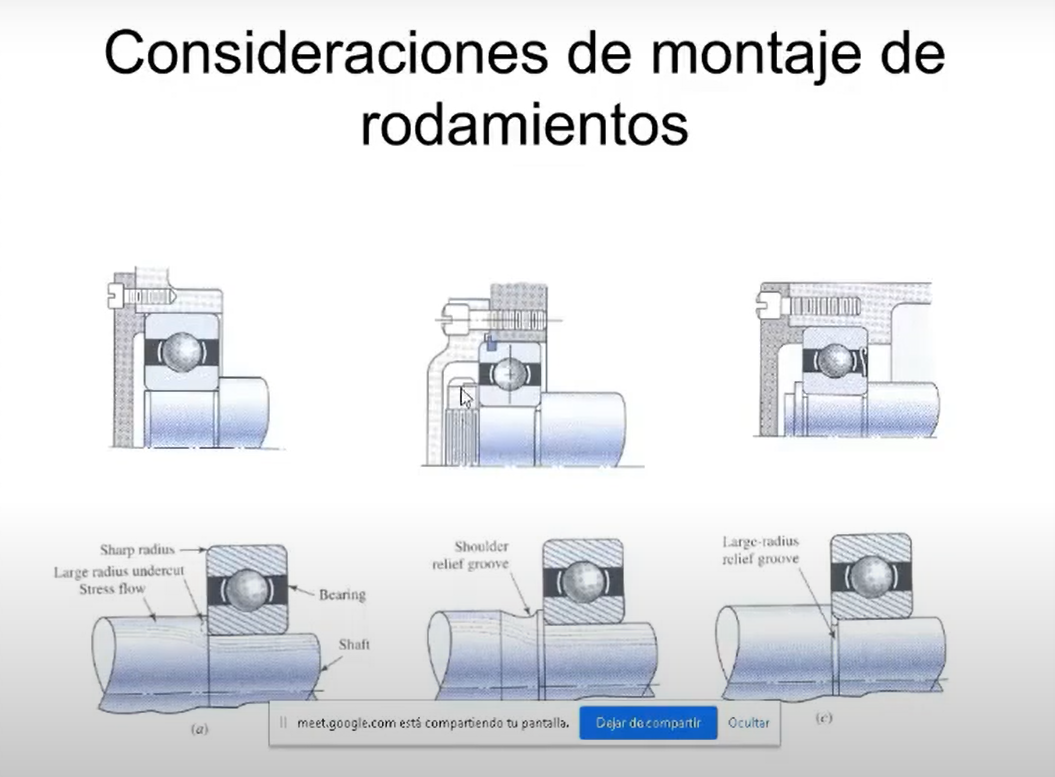 Consideraciones de montaje de
rodamientos
Sharp radius
Large radius undercut
Stress flow
Bearing
Shaft
(a)
Shoulder
relief groove
Large-radius
relief groove
(c)
meet.google.com está compartiendo tu pantalla.
Dejar de compartir
Ocultar